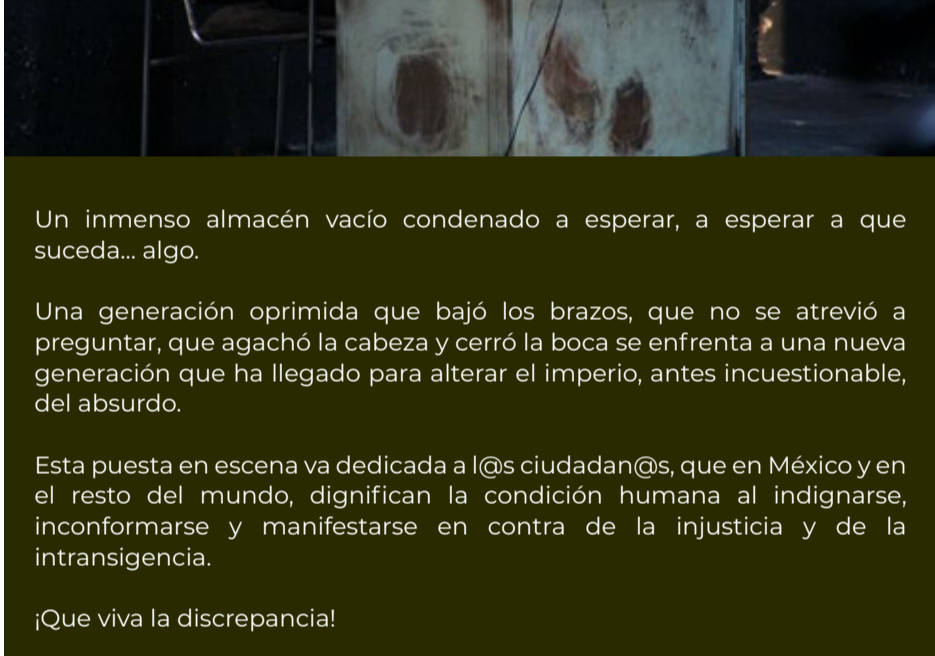 Un inmenso almacén vacío condenado a esperar, a esperar a que
suceda... algo.
Una generación oprimida que bajó los brazos, que no se atrevió a
preguntar, que agachó la cabeza y cerró la boca se enfrenta a una nueva
generación que ha llegado para alterar el imperio, antes incuestionable,
del absurdo.
Esta puesta en escena va dedicada a l@s ciudadan@s, que en México y en
el resto del mundo, dignifican la condición humana al indignarse,
inconformarse y manifestarse en contra de la injusticia y de la
intransigencia.
¡Que viva la discrepancia!